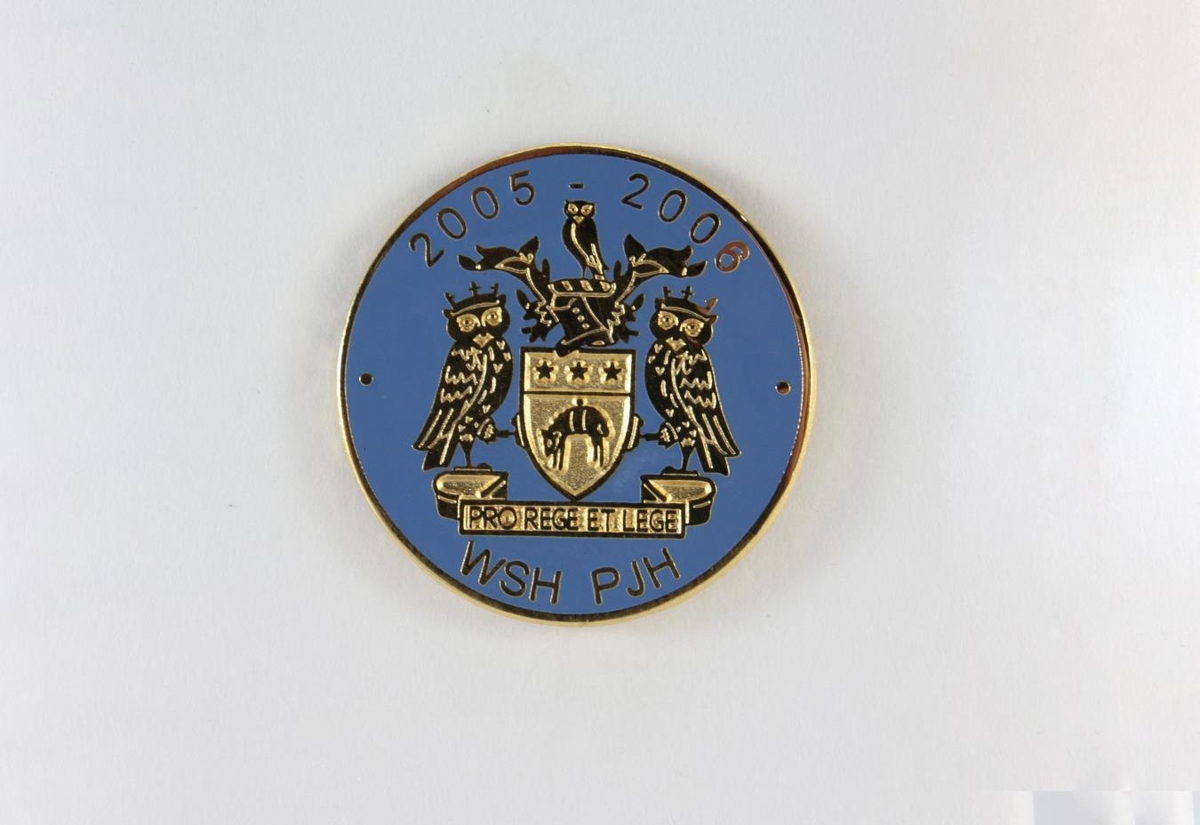 2005 - 2006
PRO REGE ET LEGE
WSH PJH